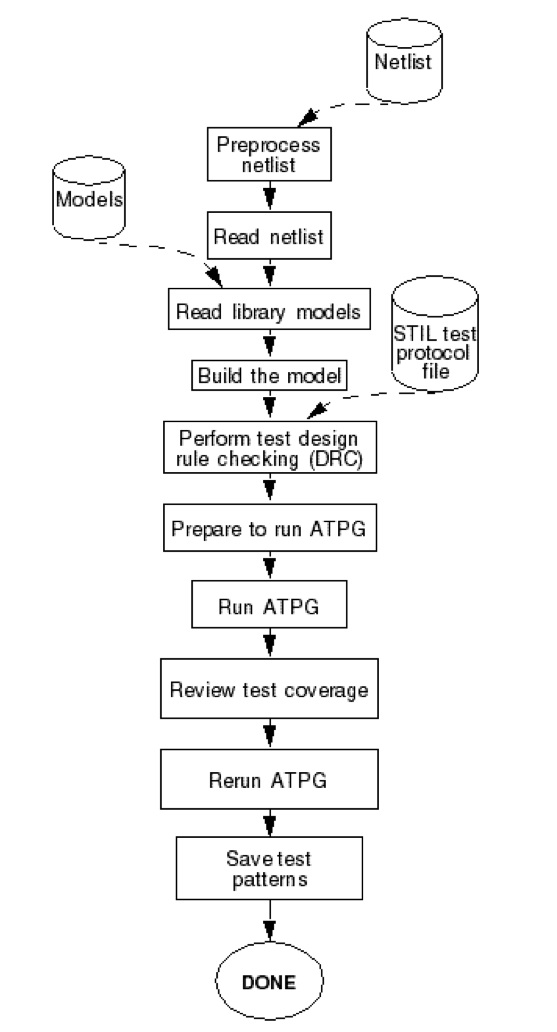 Netlist
Preprocess
netlist
Models
Read netlist
Read library models
STIL test
protocol
file
Build the model
Perform test design
rule checking (DRC)
Prepare to run ATPG
Run ATPG
Review test coverage
Rerun ATPG
Save test
patterns
DONE